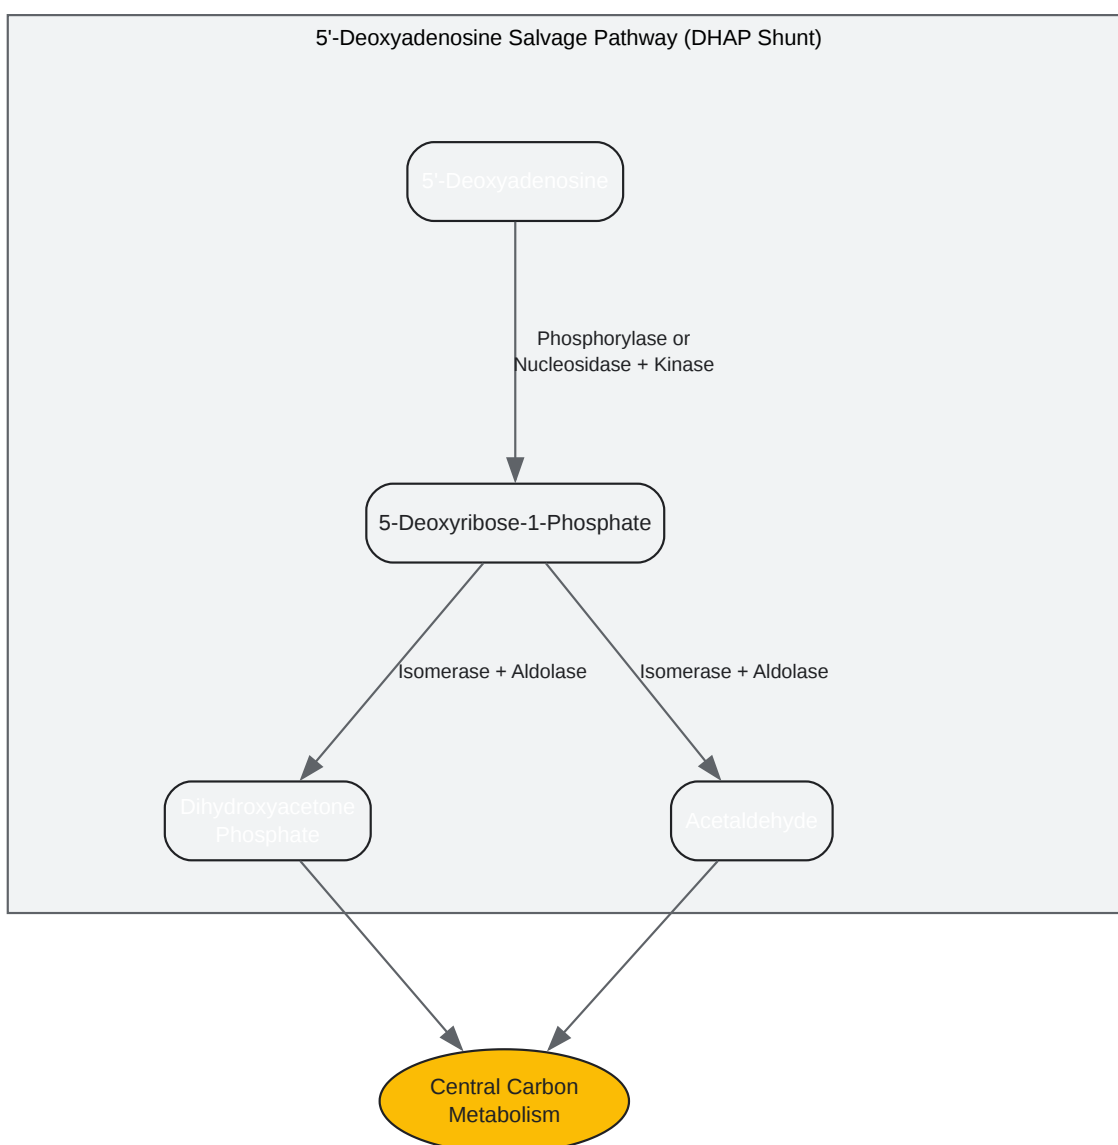 5'-Deoxyadenosine Salvage Pathway (DHAP Shunt)
5'-Deoxyadenosine
Phosphorylase or
Nucleosidase + Kinase
5-Deoxyribose-1-Phosphate
Isomerase + Aldolase
Isomerase + Aldolase
Dihydroxyacetone
Phosphate
Acetaldehyde
Central Carbon
Metabolism